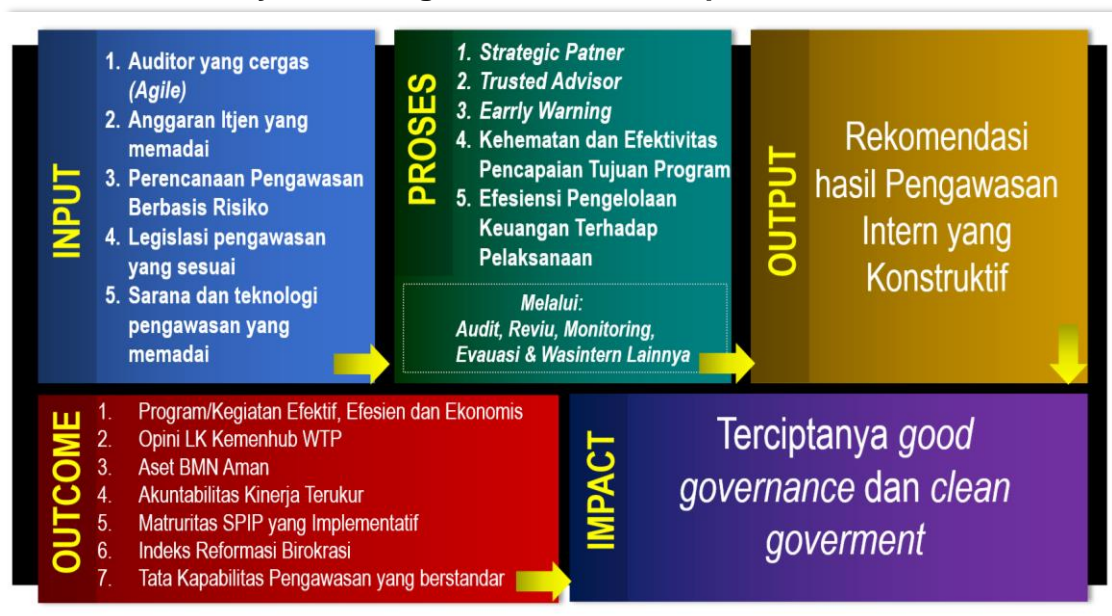 INPUT
1. Auditor yang cergas
(Agile)
2. Anggaran Itjen yang
memadai
3. Perencanaan Pengawasan
Berbasis Risiko
4. Legislasi pengawasan
yang sesuai
5. Sarana dan teknologi
pengawasan yang
memadai
PROSES
1. Strategic Patner
2. Trusted Advisor
3. Earrly Warning
4. Kehematan dan Efektivitas
Pencapaian Tujuan Program
5. Efesiensi Pengelolaan
Keuangan Terhadap
Pelaksanaan
Melalui:
Audit, Reviu, Monitoring,
Evauasi & Wasintern Lainnya
OUTPUT
Rekomendasi
hasil Pengawasan
Intern yang
Konstruktif
OUTCOME
1. Program/Kegiatan Efektif, Efesien dan Ekonomis
2. Opini LK Kemenhub WTP
3. Aset BMN Aman
4. Akuntabilitas Kinerja Terukur
5. Matruritas SPIP yang Implementatif
6. Indeks Reformasi Birokrasi
7. Tata Kapabilitas Pengawasan yang berstandar
IMPACT
Terciptanya good
governance dan clean
goverment